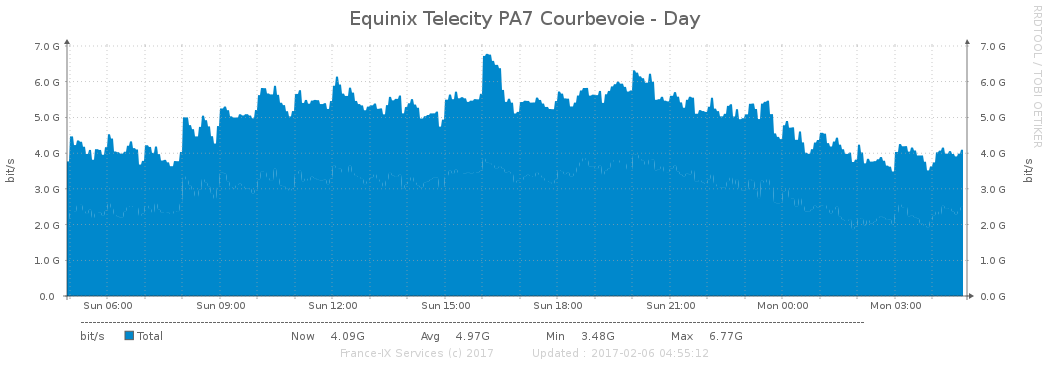 Equinix Telecity PA7 Courbevoie - Day
RRDTOOL / TOBI OETIKER
7.0 G 7.0 G
6.0 G 6.0 G
5.0 G 5.0 G
4.0 G 4.0 G
3.0 G 3.0 G
2.0 G 2.0 G
1.0 G 1.0 G
0.0 0.0 G
bit/s
bit/s
Sun 06:00 Sun 09:00 Sun 12:00 Sun 15:00 Sun 18:00 Sun 21:00 Mon 00:00 Mon 03:00
bit/s Total Now 4.09G Avg 4.97G Min 3.48G Max 6.77G
France-IX Services (c) 2017 Updated : 2017-02-06 04:55:12